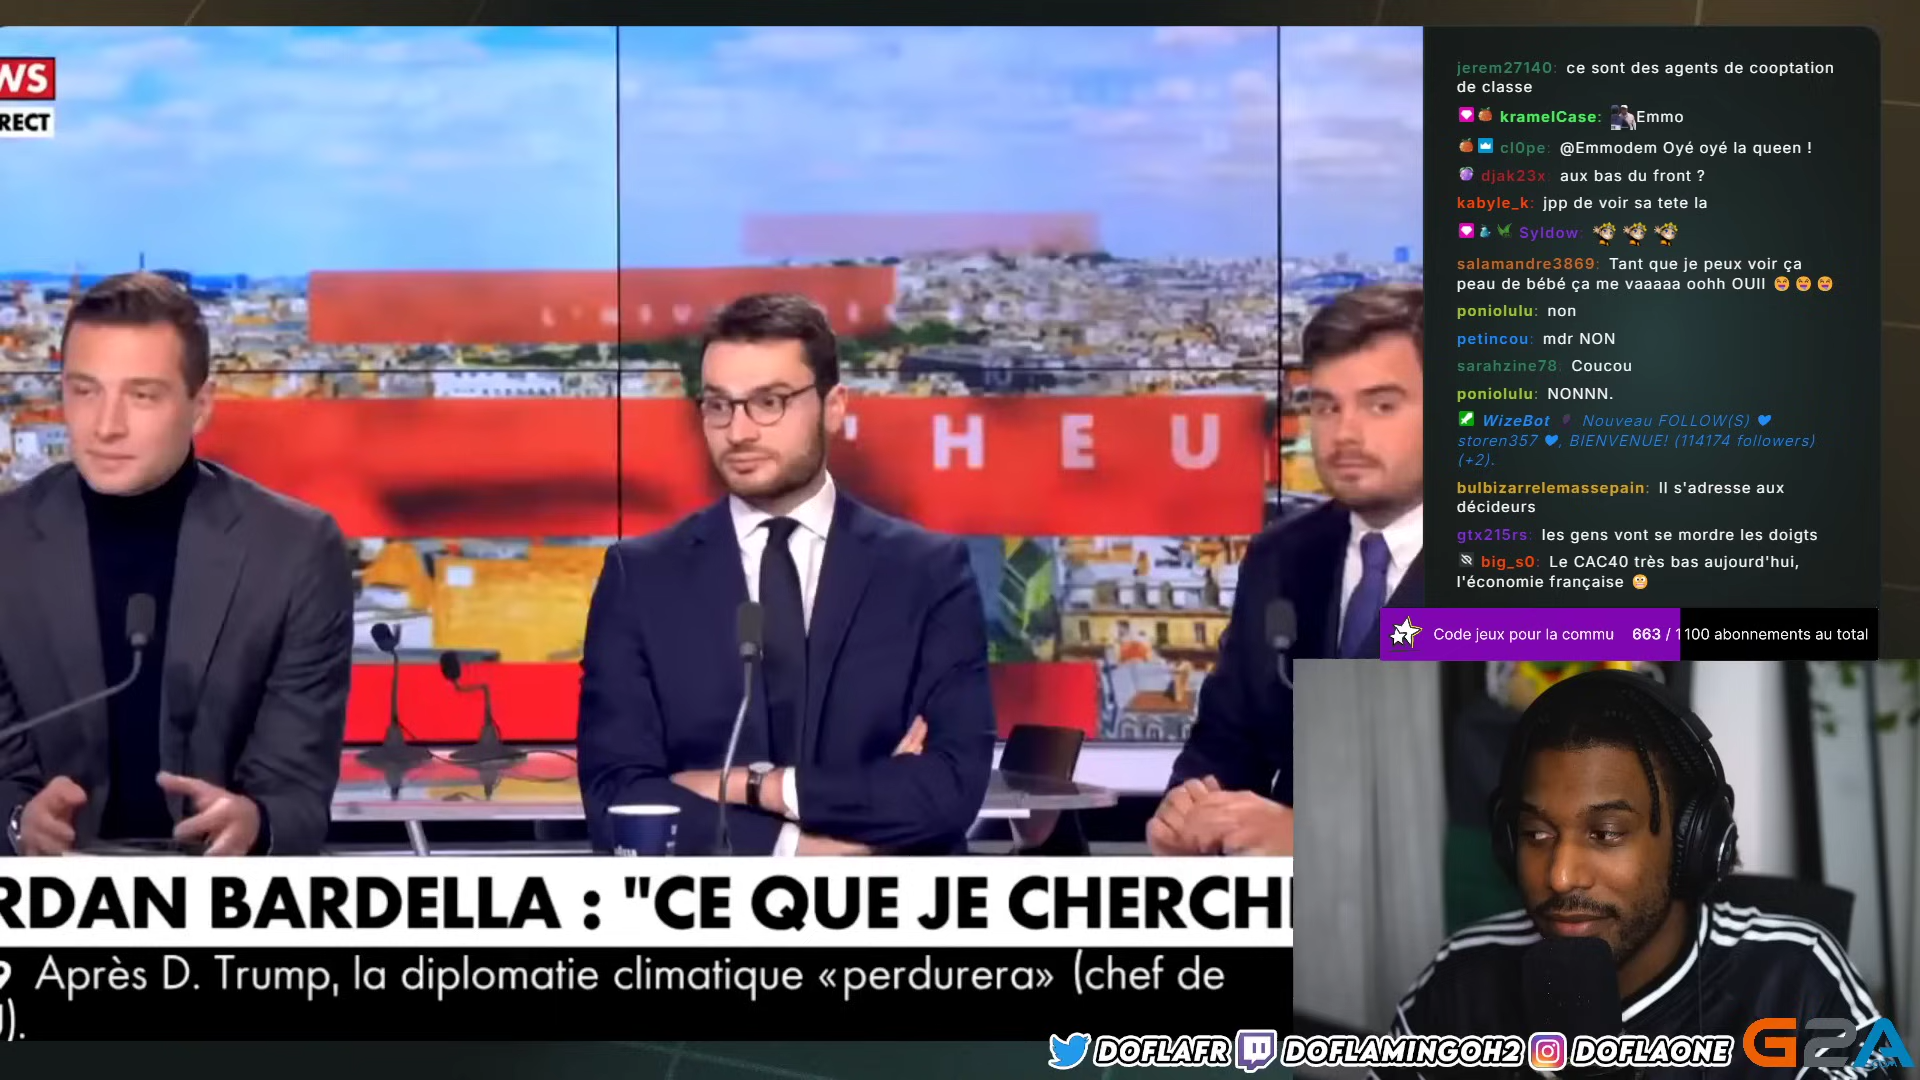 WS
RECT
L'HEU
RDAN BARDELLA : "CE QUE JE CHERCH
Après D. Trump, la diplomatie climatique «perdurera» (chef de
).
jerem27140: ce sont des agents de cooptation
de classe
kramelCase: Emmo
cl0pe: @Emmodem Oyé oyé la queen !
djak23x: aux bas du front ?
kabyle_k: jpp de voir sa tete la
Syldow:
salamandre3869: Tant que je peux voir ça
peau de bébé ça me vaaaaa oohh OUII
poniolulu: non
petincou: mdr NON
sarahzine78: Coucou
poniolulu: NONNN.
WizeBot Nouveau FOLLOW(S)
storen357, BIENVENUE! (114174 followers)
(+2).
bulbizarrelemassepain: Il s'adresse aux
décideurs
gtx215rs: les gens vont se mordre les doigts
big_s0: Le CAC40 très bas aujourd'hui,
l'économie française
Code jeux pour la commu 663 / 1100 abonnements au total
DOFLAFR DOFLAMINGOH2 DOFLAONE G2A